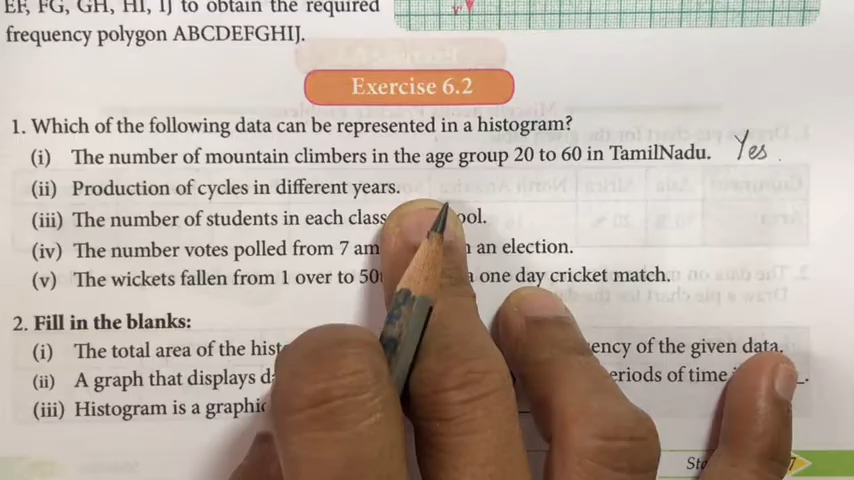 EF, FG, GH, HI, IJ to obtain the required
frequency polygon ABCDEFGHIJ.
Exercise 6.2
1. Which of the following data can be represented in a histogram?
(i) The number of mountain climbers in the age group 20 to 60 in TamilNadu. Yes
(ii) Production of cycles in different years.
(iii) The number of students in each class ool.
(iv) The number votes polled from 7 am an election.
(v) The wickets fallen from 1 over to 50 one day cricket match.
2. Fill in the blanks:
(i) The total area of the hist ency of the given data.
(ii) A graph that displays d eriods of time
(iii) Histogram is a graphic
7